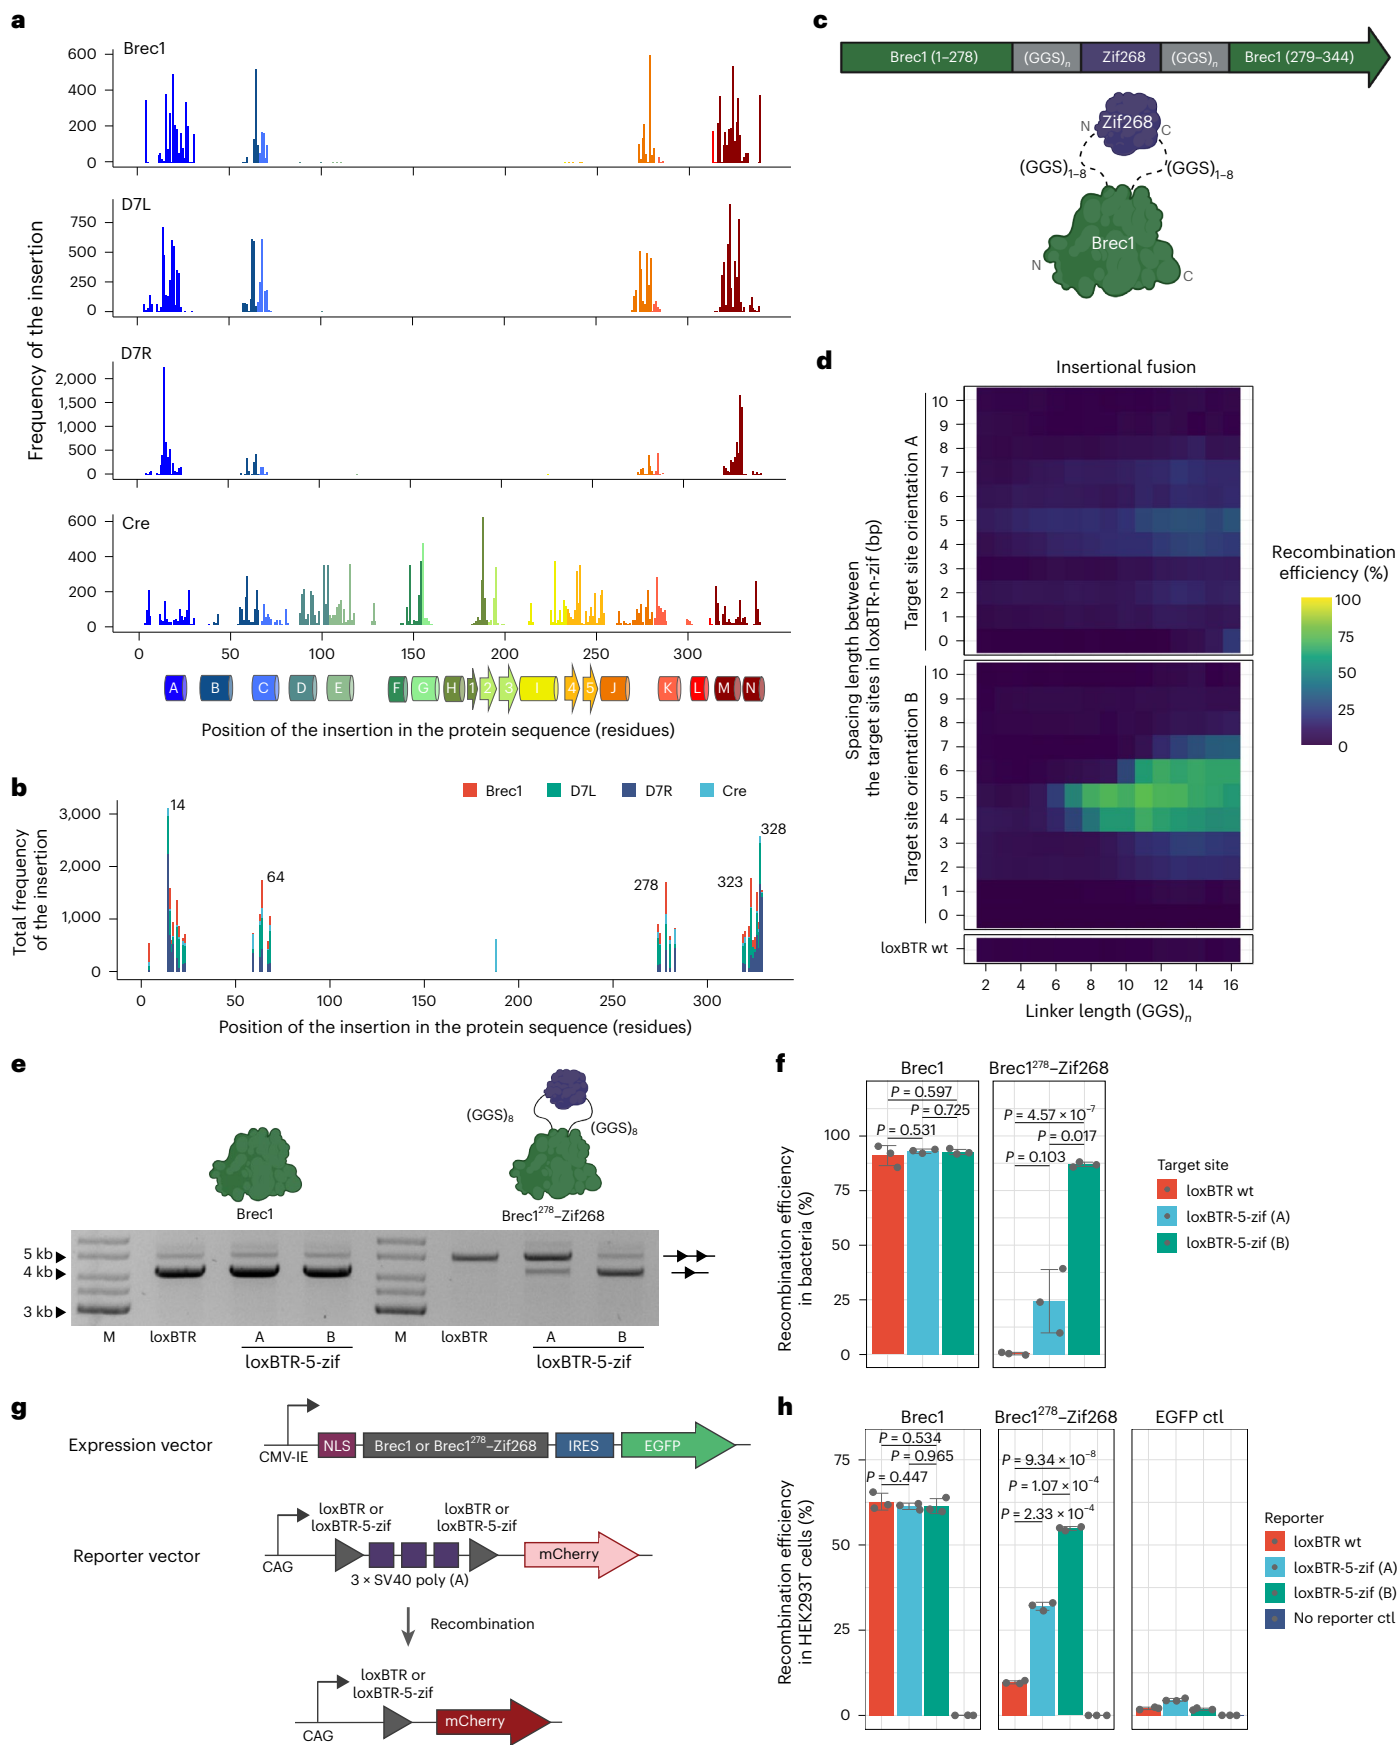 a
Brec1
600
400
200
0
D7L
750
500
250
0
D7R
2,000
1,500
1,000
500
0
Cre
600
400
200
0
Frequency of the insertion
0 50 100 150 200 250 300
A B C D E F G H 1 2 3 I 4 5 J K L M N
Position of the insertion in the protein sequence (residues)
b
Brec1 D7L D7R Cre
3,000
2,000
1,000
0
14
64
278
323
328
Total frequency
of the insertion
0 50 100 150 200 250 300
Position of the insertion in the protein sequence (residues)
c
Brec1 (1–278) (GGS)n Zif268 (GGS)n Brec1 (279–344)
N Zif268 C
(GGS)1–8 (GGS)1–8
Brec1
N C
d
Insertional fusion
10
9
8
7
6
5
4
3
2
1
0
Target site orientation A
10
9
8
7
6
5
4
3
2
1
0
Target site orientation B
Spacing length between
the target sites in loxBTR-n-zif (bp)
loxBTR wt
2 4 6 8 10 12 14 16
Linker length (GGS)n
Recombination
efficiency (%)
100
75
50
25
0
e
(GGS)8 (GGS)8
Brec1 Brec1278–Zif268
5 kb
4 kb
3 kb
M loxBTR A B M loxBTR A B
loxBTR-5-zif loxBTR-5-zif
f
Brec1 Brec1278–Zif268
P = 0.597
P = 0.725
P = 0.531
P = 4.57 × 10−7
P = 0.017
P = 0.103
100
75
50
25
0
Recombination efficiency
in bacteria (%)
Target site
loxBTR wt
loxBTR-5-zif (A)
loxBTR-5-zif (B)
g
Expression vector
CMV-IE NLS Brec1 or Brec1278–Zif268 IRES EGFP
Reporter vector
loxBTR or
loxBTR-5-zif
loxBTR or
loxBTR-5-zif
CAG
mCherry
3 × SV40 poly (A)
Recombination
loxBTR or
loxBTR-5-zif
CAG
mCherry
h
Brec1 Brec1278–Zif268 EGFP ctl
P = 0.534
P = 0.965
P = 0.447
P = 9.34 × 10−8
P = 1.07 × 10−4
P = 2.33 × 10−4
75
50
25
0
Recombination efficiency
in HEK293T cells (%)
Reporter
loxBTR wt
loxBTR-5-zif (A)
loxBTR-5-zif (B)
No reporter ctl